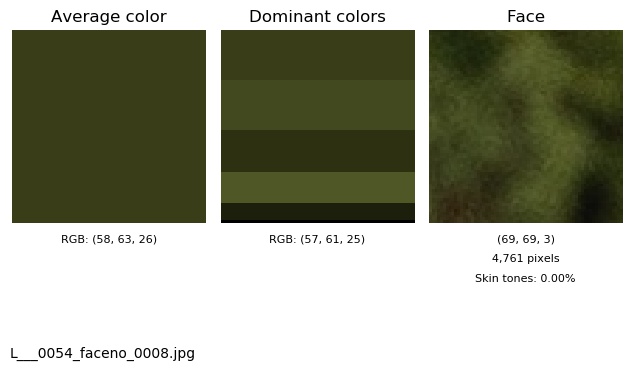 Average color
Dominant colors
Face
RGB: (58, 63, 26)
RGB: (57, 61, 25)
(69, 69, 3)
4,761 pixels
Skin tones: 0.00%
L___0054_faceno_0008.jpg